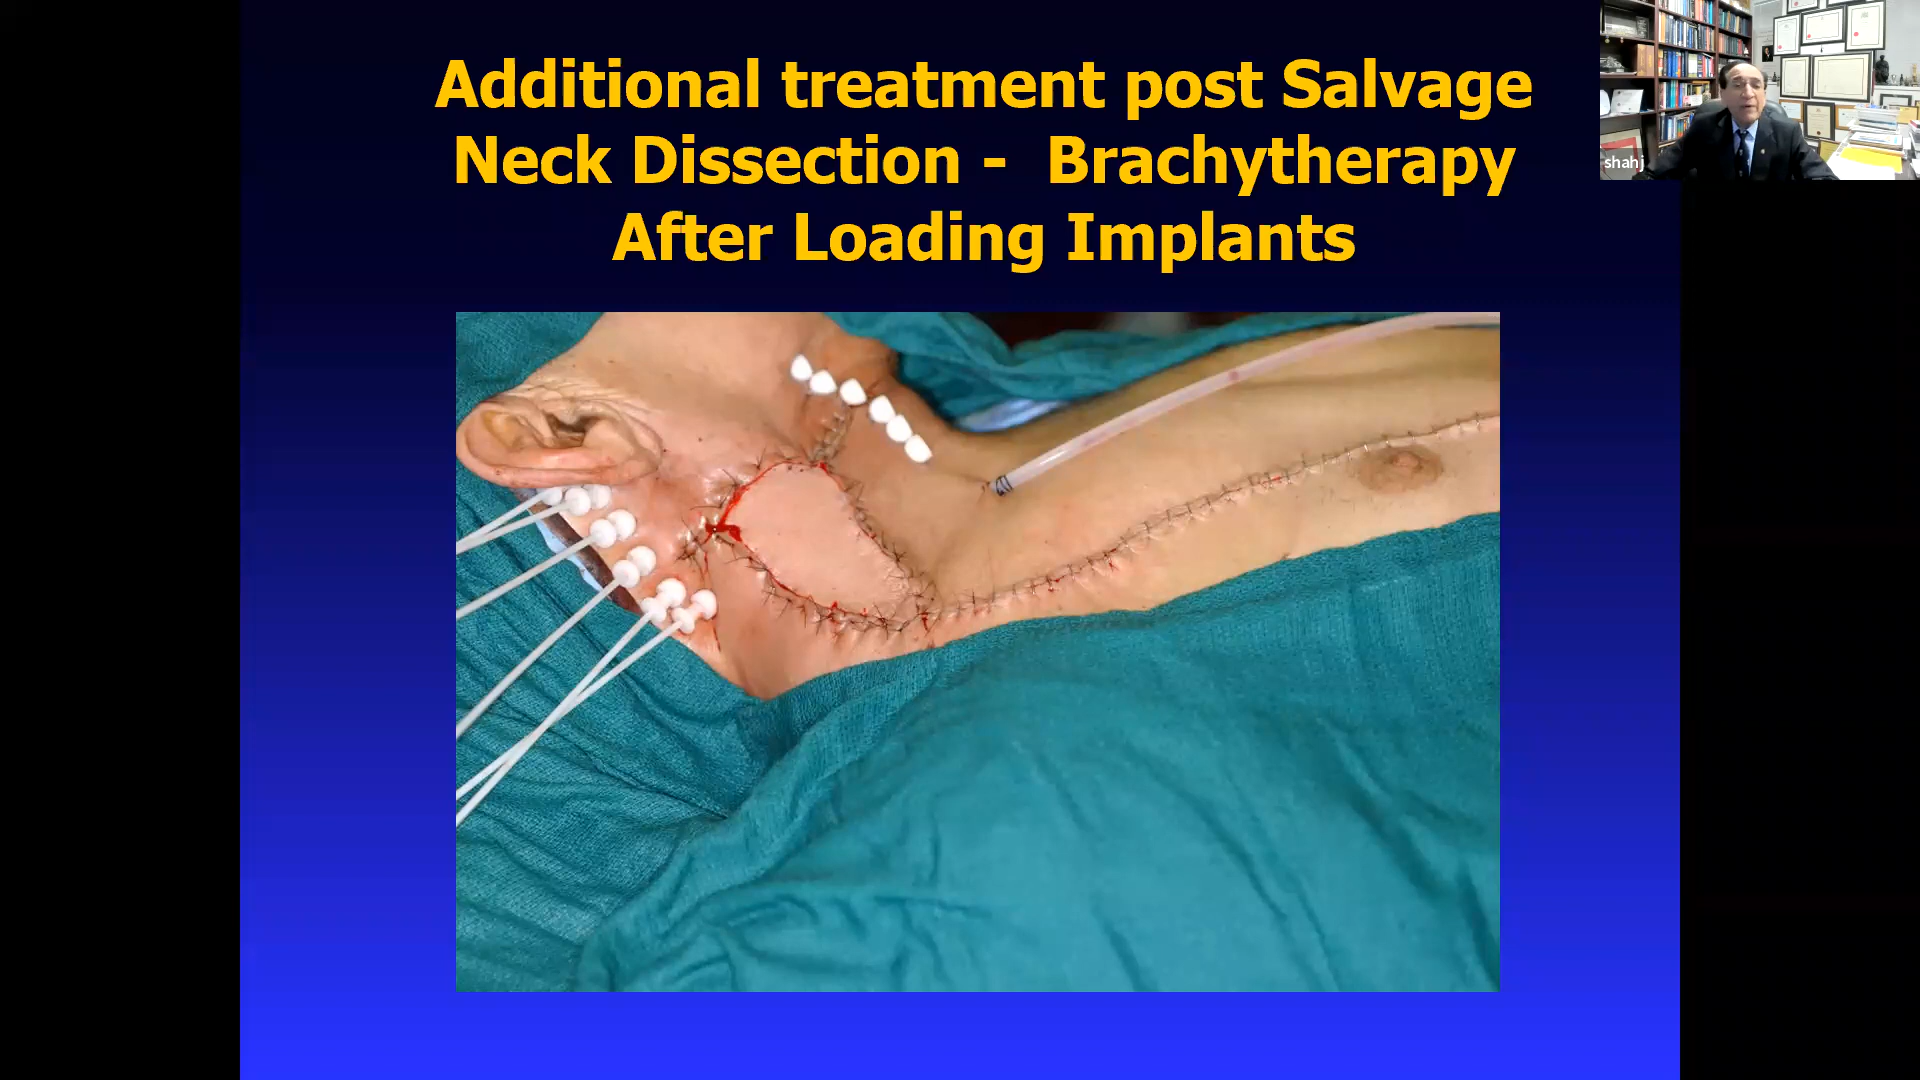 Additional treatment post Salvage
Neck Dissection - Brachytherapy
After Loading Implants
shahj